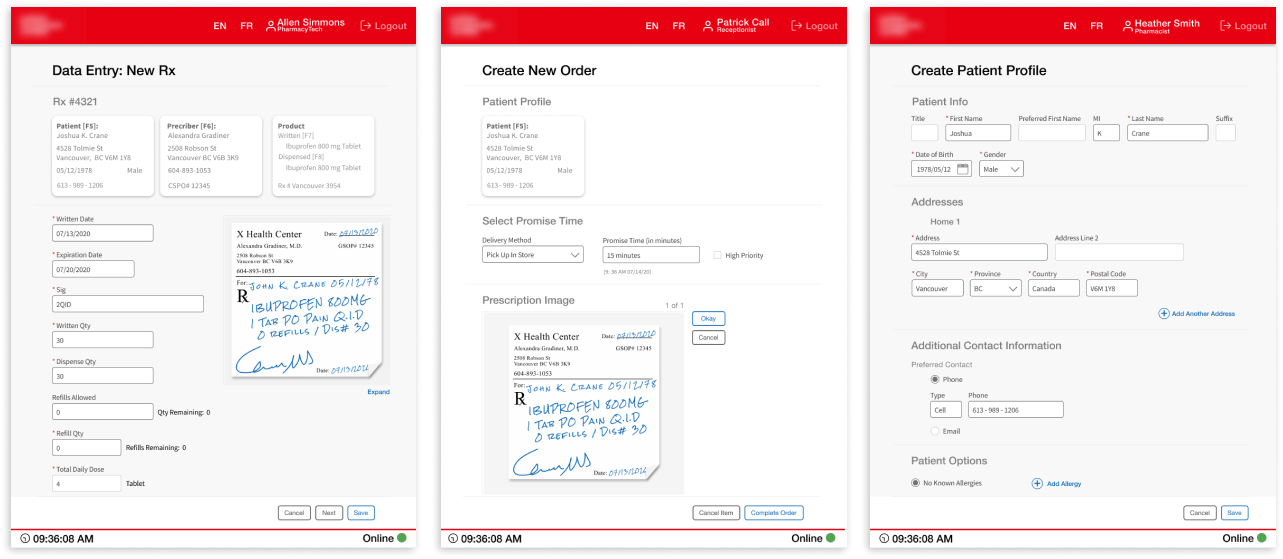 EN FR Allen Simmons PharmacyTech Logout
Data Entry: New Rx
Rx #4321
Patient [F5]:
Joshua K. Crane
4528 Tolmie St
Vancouver, BC V6M 1Y8
05/12/1978 Male
613 - 989 - 1206
Precriber [F6]:
Alexandra Gradiner
2508 Robson St
Vancouver BC V6B 3K9
604-893-1053
CSPO# 12345
Product
Written [F7]
Ibuprofen 800 mg Tablet
Dispensed [F8]
Ibuprofen 800 mg Tablet
Rx # Vancouver 3954
* Written Date
07/13/2020
* Expiration Date
07/20/2020
* Sig
2QID
* Written Qty
30
* Dispense Qty
30
Refills Allowed
0 Qty Remaining: 0
* Refill Qty
0 Refills Remaining: 0
* Total Daily Dose
4 Tablet
X Health Center Date: 07/13/2020
Alexandra Gradiner, M.D. GSOP# 12345
2508 Robson St
Vancouver BC V6B 3K9
604-893-1053
For: JOHN K. CRANE 05/12/78
R IBUPROFEN 800MG
1 TAB PO PAIN Q.I.D
0 REFILLS / DIS# 30
Date: 07/13/2020
Expand
Cancel Next Save
09:36:08 AM Online
EN FR Patrick Call Receptionist Logout
Create New Order
Patient Profile
Patient [F5]:
Joshua K. Crane
4528 Tolmie St
Vancouver, BC V6M 1Y8
05/12/1978 Male
613 - 989 - 1206
Select Promise Time
Delivery Method
Pick Up In Store
Promise Time (in minutes)
15 minutes
High Priority
(9: 36 AM 07/14/20)
Prescription Image
1 of 1
Okay
Cancel
X Health Center Date: 07/13/2020
Alexandra Gradiner, M.D. GSOP# 12345
2508 Robson St
Vancouver BC V6B 3K9
604-893-1053
For: JOHN K. CRANE 05/12/78
R IBUPROFEN 800MG
1 TAB PO PAIN Q.I.D
0 REFILLS / DIS# 30
Date: 07/13/2020
Cancel Item Complete Order
09:36:08 AM Online
EN FR Heather Smith Pharmacist Logout
Create Patient Profile
Patient Info
Title * First Name Preferred First Name MI * Last Name Suffix
Joshua K Crane
* Date of Birth * Gender
1978/05/12 Male
Addresses
Home 1
* Address Address Line 2
4528 Tolmie St
* City * Province * Country * Postal Code
Vancouver BC Canada V6M 1Y8
Add Another Address
Additional Contact Information
Preferred Contact
Phone
Type Phone
Cell 613 - 989 - 1206
Email
Patient Options
No Known Allergies Add Allergy
Cancel Save
09:36:08 AM Online